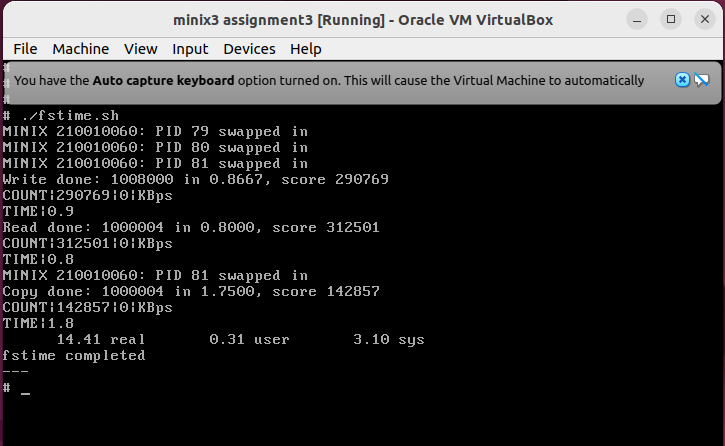 minix3 assignment3 [Running] - Oracle VM VirtualBox
File Machine View Input Devices Help
#
You have the Auto capture keyboard option turned on. This will cause the Virtual Machine to automatically
#
#
# ./fstime.sh
MINIX 210010060: PID 79 swapped in
MINIX 210010060: PID 80 swapped in
MINIX 210010060: PID 81 swapped in
Write done: 1008000 in 0.8667, score 290769
COUNT|290769|0|KBps
TIME|0.9
Read done: 1000004 in 0.8000, score 312501
COUNT|312501|0|KBps
TIME|0.8
MINIX 210010060: PID 81 swapped in
Copy done: 1000004 in 1.7500, score 142857
COUNT|142857|0|KBps
TIME|1.8
14.41 real 0.31 user 3.10 sys
fstime completed
---
# _